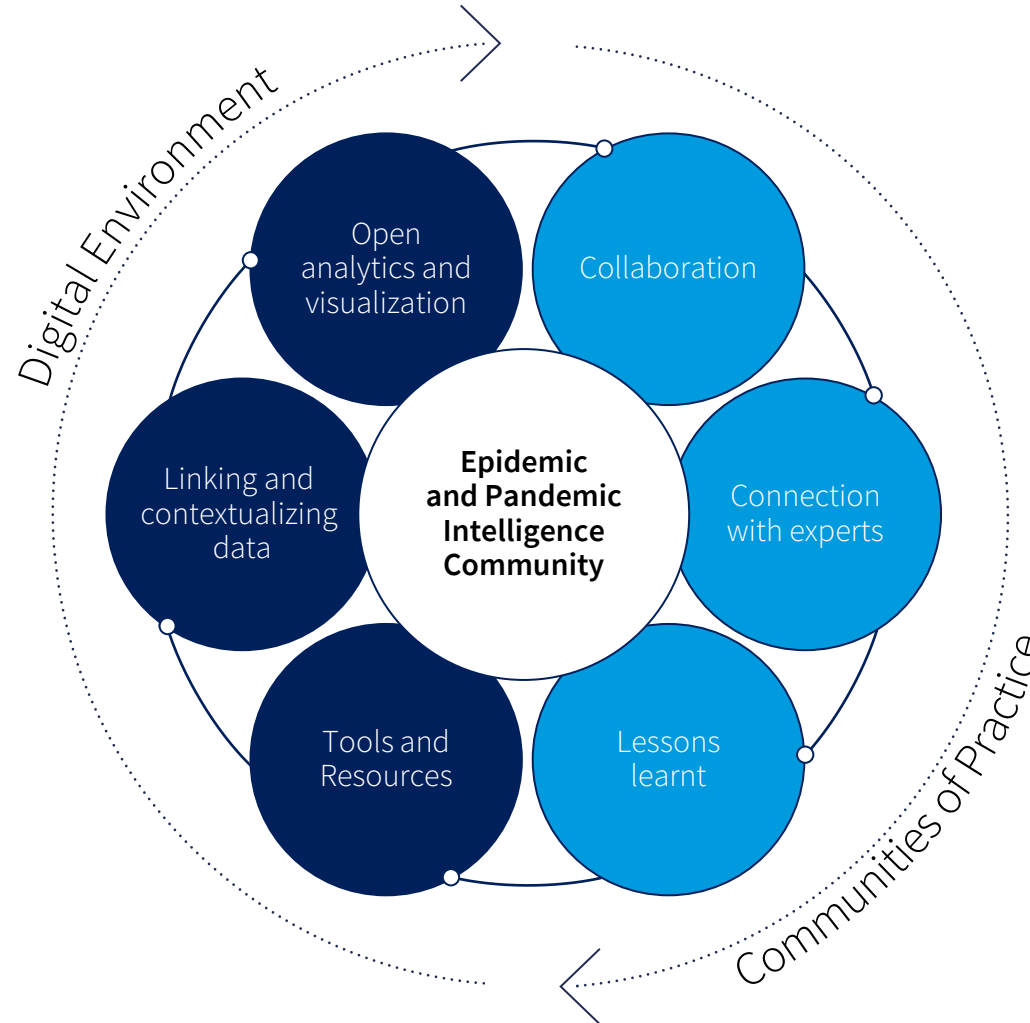 Digital Environment
Open
analytics and
visualization
Collaboration
Linking and
contextualizing
data
Epidemic
and Pandemic
Intelligence
Community
Connection
with experts
Tools and
Resources
Lessons
learnt
Communities of Practice